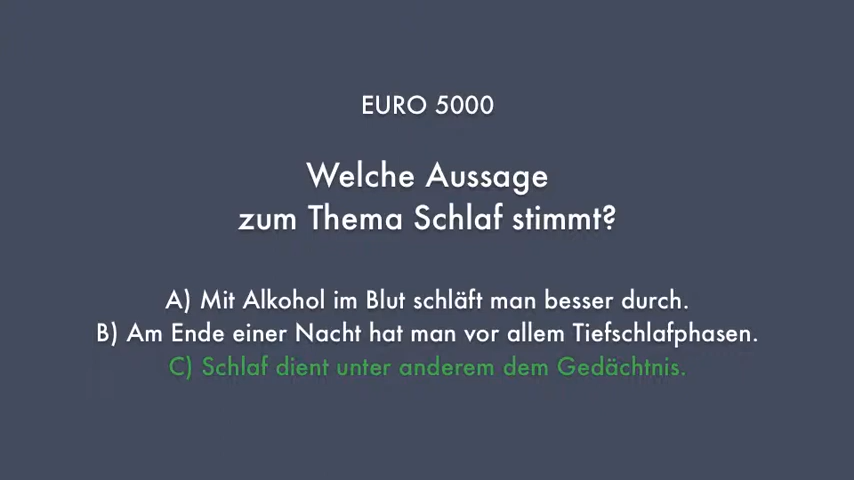 EURO 5000
Welche Aussage
zum Thema Schlaf stimmt?
A) Mit Alkohol im Blut schläft man besser durch.
B) Am Ende einer Nacht hat man vor allem Tiefschlafphasen.
C) Schlaf dient unter anderem dem Gedächtnis.